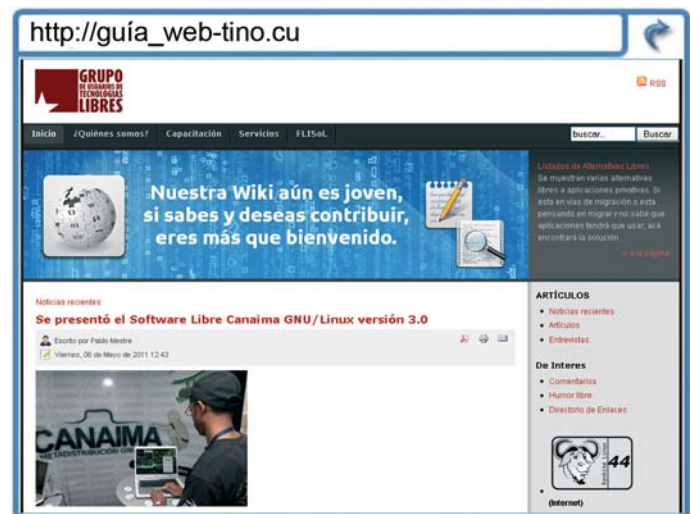 http://guía_web-tino.cu
GRUPO
DE USUARIOS DE
TECNOLOGÍAS
LIBRES
RSS
Inicio ¿Quiénes somos? Capacitación Servicios FLISoL
buscar... Buscar
Nuestra Wiki aún es joven,
si sabes y deseas contribuir,
eres más que bienvenido.
Listados de Alternativas Libres
Se muestran varias alternativas
libres a aplicaciones privativas. Si
esta en vías de migración o esta
pensando en migrar y no sabe que
aplicaciones tendrá que usar, acá
encontrará la solución.
Noticias recientes
Se presentó el Software Libre Canaima GNU/Linux versión 3.0
Escrito por Pablo Mestre
Viernes, 06 de Mayo de 2011 12:43
CANAIMA
METADISTRIBUCIÓN
ARTÍCULOS
Noticias recientes
Artículos
Entrevistas
De Interes
Comentarios
Humor libre
Directorio de Enlaces
44
(Internet)